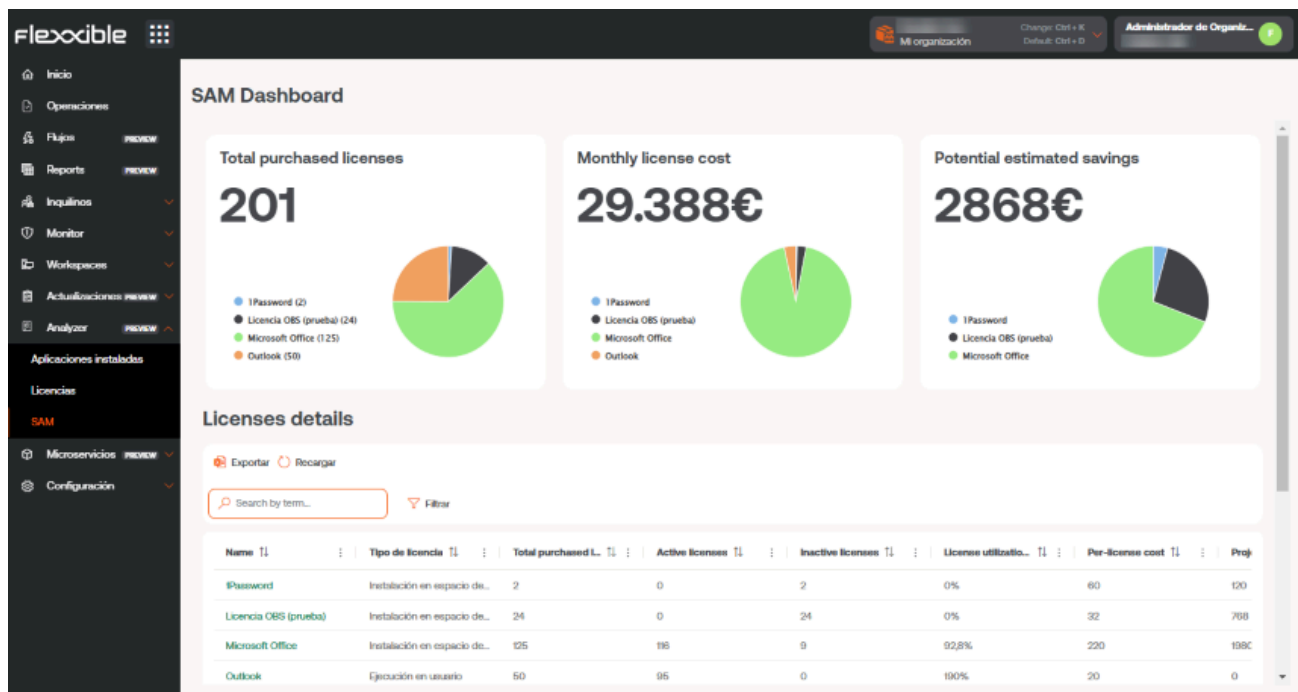 Flexxible
Mi organización
Change: Ctrl + K
Default: Ctrl + D
Administrador de Organiz...
F
Inicio
Operaciones
Flujos PREVIEW
Reports PREVIEW
Inquilinos
Monitor
Workspaces
Actualizaciones PREVIEW
Analyzer PREVIEW
Aplicaciones instaladas
Licencias
SAM
Microservicios PREVIEW
Configuración
SAM Dashboard
Total purchased licenses
201
1Password (2)
Licencia OBS (prueba) (24)
Microsoft Office (125)
Outlook (50)
Monthly license cost
29.388€
1Password
Licencia OBS (prueba)
Microsoft Office
Outlook
Potential estimated savings
2868€
1Password
Licencia OBS (prueba)
Microsoft Office
Licenses details
Exportar Recargar
Search by term... Filtrar
Name Tipo de licencia Total purchased l... Active licenses Inactive licenses License utilizatio... Per-license cost Proj
1Password Instalación en espacio de... 2 0 2 0% 60 120
Licencia OBS (prueba) Instalación en espacio de... 24 0 24 0% 32 768
Microsoft Office Instalación en espacio de... 125 116 9 92,8% 220 1980
Outlook Ejecución en usuario 50 95 0 190% 20 0